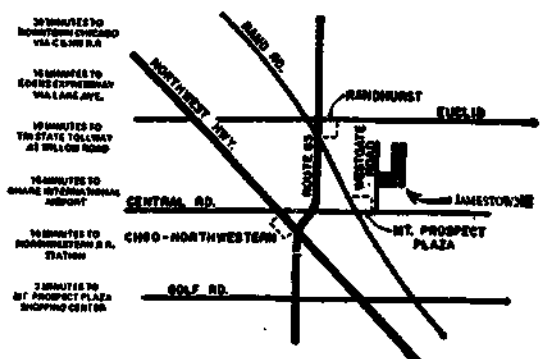 30 MINUTES TO
DOWNTOWN CHICAGO
VIA C & NW R.R
15 MINUTES TO
EDENS EXPRESSWAY
VIA LAKE AVE.
10 MINUTES TO
TRI STATE TOLLWAY
AT WILLOW ROAD
MINUTES TO
OHARE INTERNATIONAL
AIRPORT
MINUTES TO
NORTHWESTERN R.R.
STATION
2 MINUTES TO
MT. PROSPECT PLAZA
SHOPPING CENTER
RAND RD.
NORTHWEST HWY.
RANDHURST
EUCLID
ROUTE 83
WESTGATE
ROAD
JAMESTOWNE
CENTRAL RD.
MT. PROSPECT
PLAZA
CHGO-NORTHWESTERN
GOLF RD.